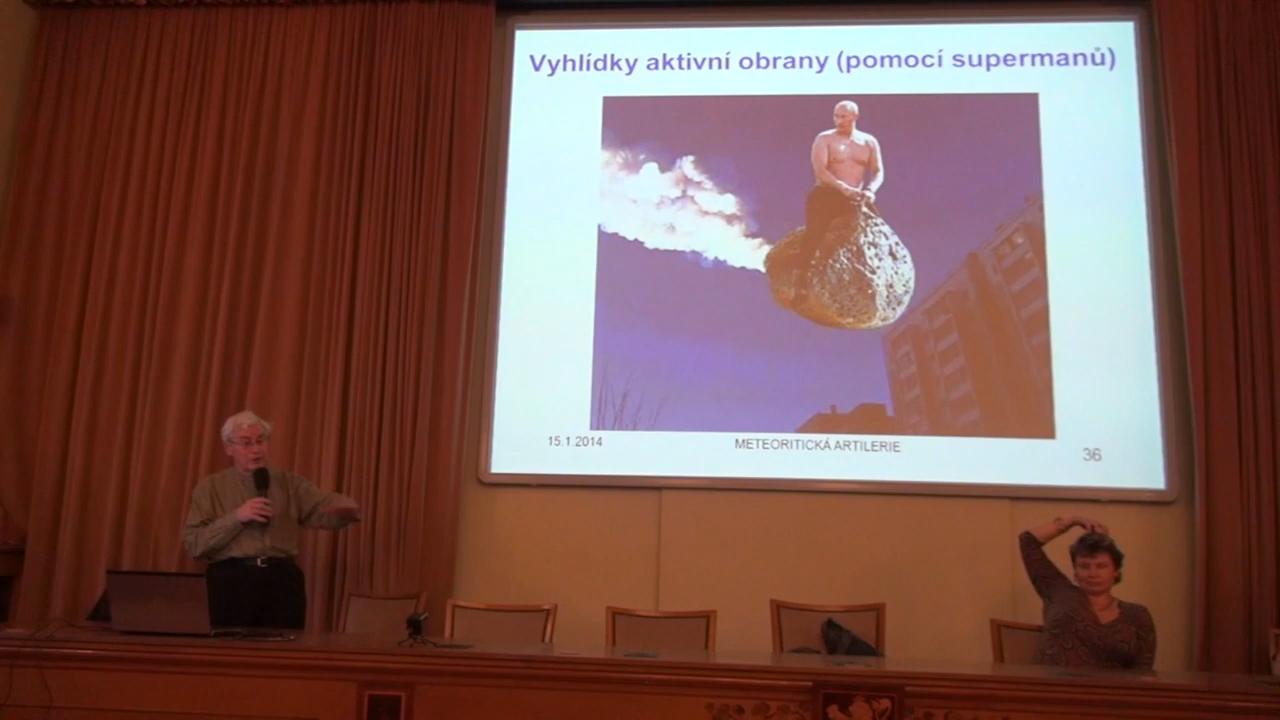 Vyhlídky aktivní obrany (pomocí supermanů)
15.1.2014
METEORITICKÁ ARTILERIE
36